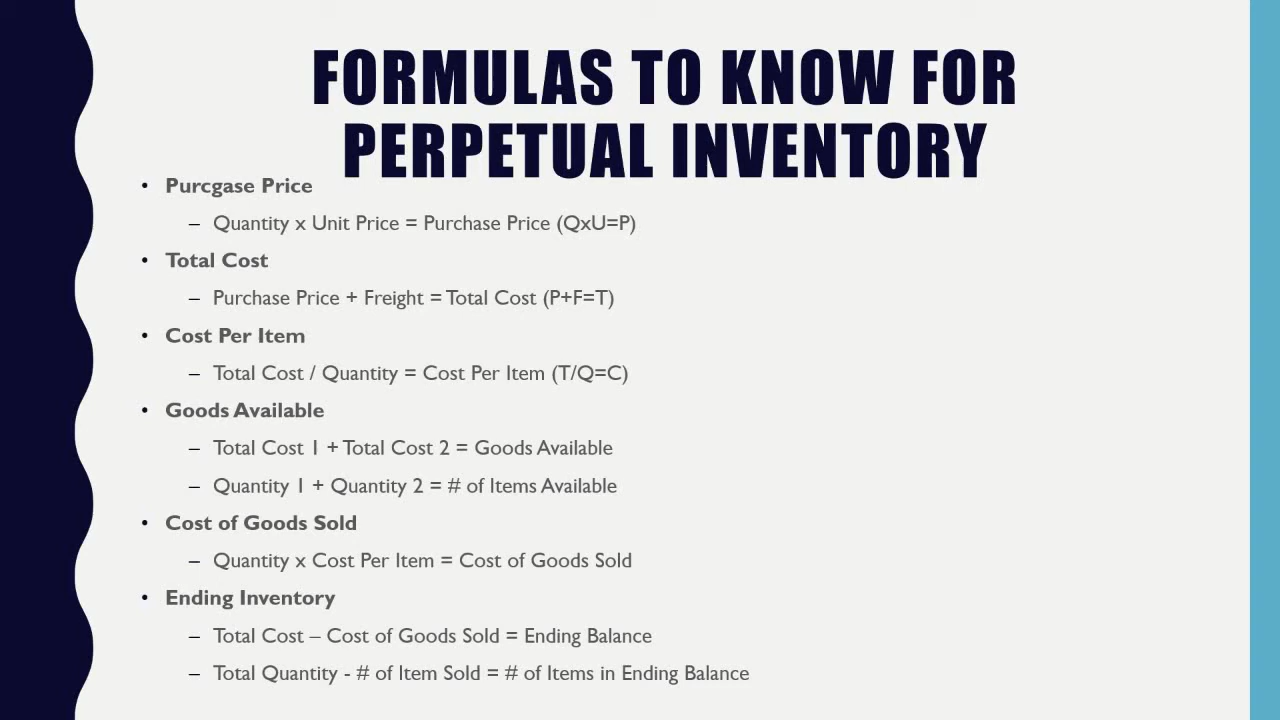 FORMULAS TO KNOW FOR
PERPETUAL INVENTORY
• Purcgase Price
– Quantity x Unit Price = Purchase Price (QxU=P)
• Total Cost
– Purchase Price + Freight = Total Cost (P+F=T)
• Cost Per Item
– Total Cost / Quantity = Cost Per Item (T/Q=C)
• Goods Available
– Total Cost 1 + Total Cost 2 = Goods Available
– Quantity 1 + Quantity 2 = # of Items Available
• Cost of Goods Sold
– Quantity x Cost Per Item = Cost of Goods Sold
• Ending Inventory
– Total Cost – Cost of Goods Sold = Ending Balance
– Total Quantity - # of Item Sold = # of Items in Ending Balance